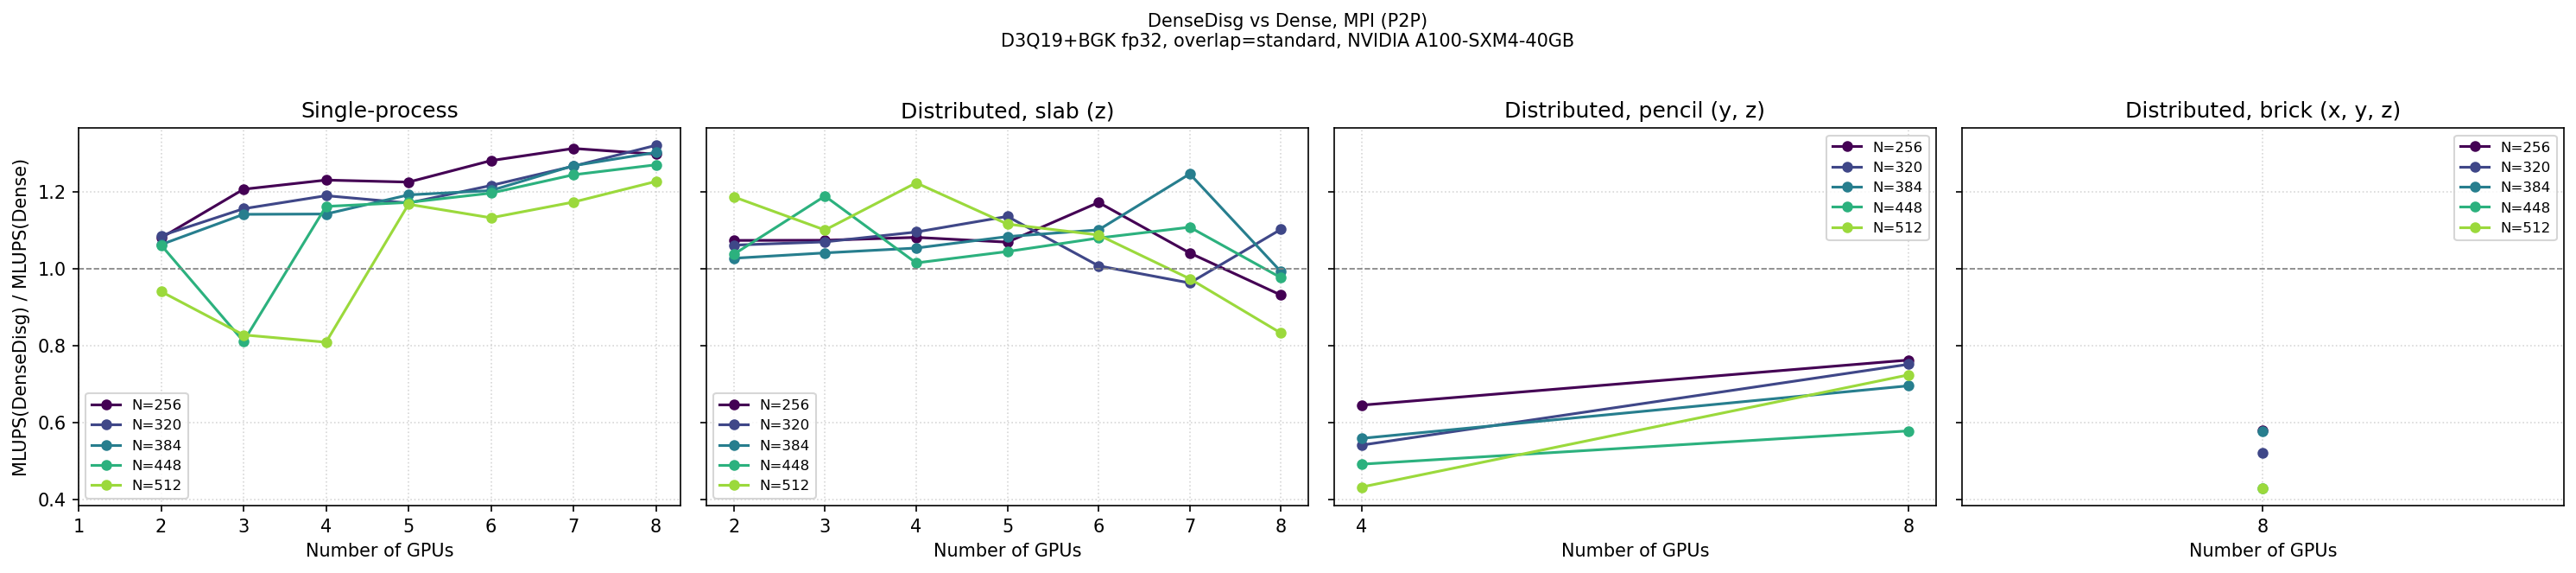 DenseDisg vs Dense, MPI (P2P)
D3Q19+BGK fp32, overlap=standard, NVIDIA A100-SXM4-40GB
Single-process
MLUPS(DenseDisg) / MLUPS(Dense)
1.2
1.0
0.8
0.6
0.4
N=256
N=320
N=384
N=448
N=512
1 2 3 4 5 6 7 8
Number of GPUs
Distributed, slab (z)
N=256
N=320
N=384
N=448
N=512
2 3 4 5 6 7 8
Number of GPUs
Distributed, pencil (y, z)
N=256
N=320
N=384
N=448
N=512
4 8
Number of GPUs
Distributed, brick (x, y, z)
N=256
N=320
N=384
N=448
N=512
8
Number of GPUs